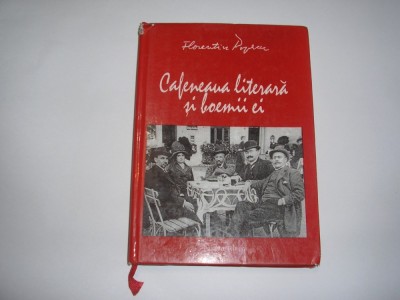 Florentin Popescu
Cafeneaua literară
și boemii ei